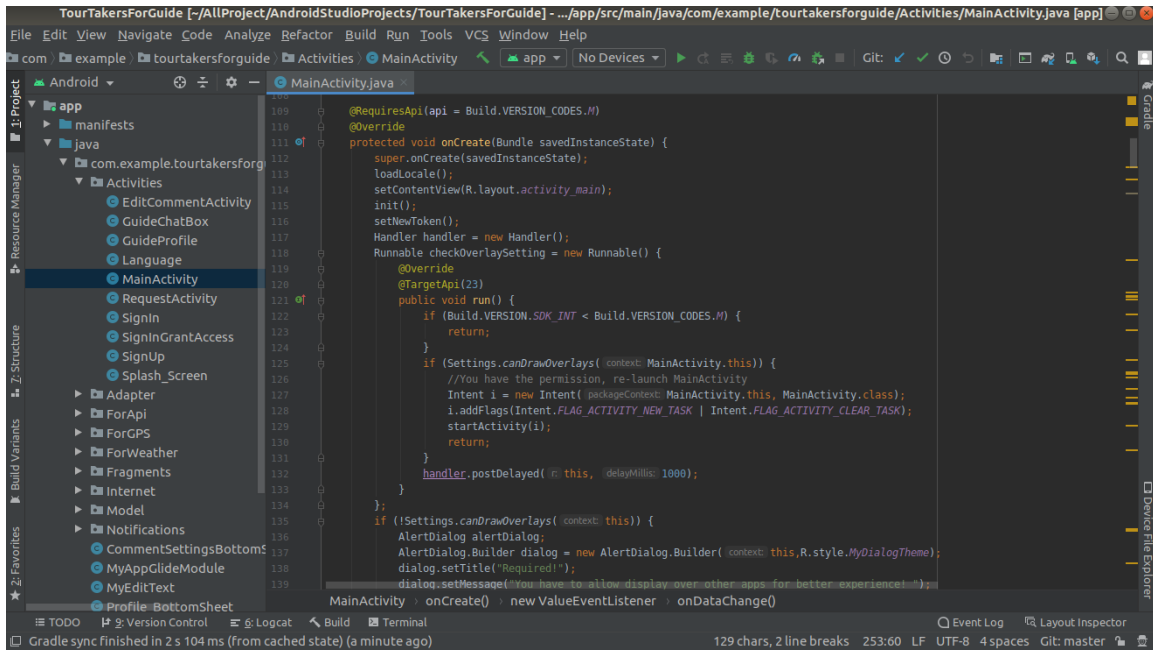 TourTakersForGuide [~/AllProject/AndroidStudioProjects/TourTakersForGuide] - .../app/src/main/java/com/example/tourtakersforguide/Activities/MainActivity.java [app]
File Edit View Navigate Code Analyze Refactor Build Run Tools VCS Window Help
com example tourtakersforguide Activities MainActivity app No Devices Git:
Android MainActivity.java
1: Project
Resource Manager
7: Structure
Build Variants
2: Favorites
app
manifests
java
com.example.tourtakersforg
Activities
EditCommentActivity
GuideChatBox
GuideProfile
Language
MainActivity
RequestActivity
SignIn
SignInGrantAccess
SignUp
Splash_Screen
Adapter
ForApi
ForGPS
ForWeather
Fragments
Internet
Model
Notifications
CommentSettingsBottomS
MyAppGlideModule
MyEditText
Profile BottomSheet
108
109 @RequiresApi(api = Build.VERSION_CODES.M)
110 @Override
111 protected void onCreate(Bundle savedInstanceState) {
112 super.onCreate(savedInstanceState);
113 loadLocale();
114 setContentView(R.layout.activity_main);
115 init();
116 setNewToken();
117 Handler handler = new Handler();
118 Runnable checkOverlaySetting = new Runnable() {
119 @Override
120 @TargetApi(23)
121 public void run() {
122 if (Build.VERSION.SDK_INT < Build.VERSION_CODES.M) {
123 return;
124 }
125 if (Settings.canDrawOverlays( context: MainActivity.this)) {
126 //You have the permission, re-launch MainActivity
127 Intent i = new Intent( packageContext: MainActivity.this, MainActivity.class);
128 i.addFlags(Intent.FLAG_ACTIVITY_NEW_TASK | Intent.FLAG_ACTIVITY_CLEAR_TASK);
129 startActivity(i);
130 return;
131 }
132 handler.postDelayed( r: this, delayMillis: 1000);
133 }
134 };
135 if (!Settings.canDrawOverlays( context: this)) {
136 AlertDialog alertDialog;
137 AlertDialog.Builder dialog = new AlertDialog.Builder( context: this,R.style.MyDialogTheme);
138 dialog.setTitle("Required!");
139 dialog.setMessage("You have to allow display over other apps for better experience! ");
MainActivity > onCreate() > new ValueEventListener > onDataChange()
Gradle
Device File Explorer
TODO 9: Version Control 6: Logcat Build Terminal Event Log Layout Inspector
Gradle sync finished in 2 s 104 ms (from cached state) (a minute ago) 129 chars, 2 line breaks 253:60 LF UTF-8 4 spaces Git: master